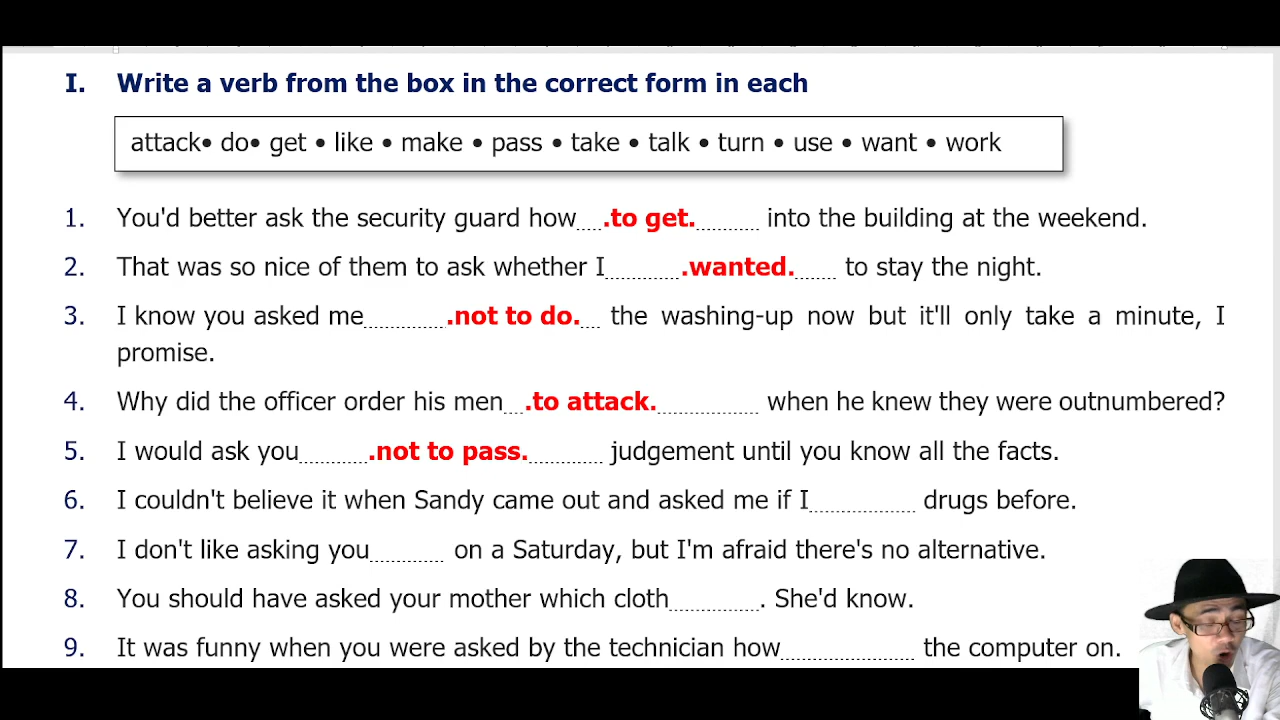 I. Write a verb from the box in the correct form in each
attack• do• get • like • make • pass • take • talk • turn • use • want • work
1. You'd better ask the security guard how.....to get........... into the building at the weekend.
2. That was so nice of them to ask whether I............wanted....... to stay the night.
3. I know you asked me..............not to do.... the washing-up now but it'll only take a minute, I
promise.
4. Why did the officer order his men....to attack.................. when he knew they were outnumbered?
5. I would ask you............not to pass............. judgement until you know all the facts.
6. I couldn't believe it when Sandy came out and asked me if I.................. drugs before.
7. I don't like asking you............ on a Saturday, but I'm afraid there's no alternative.
8. You should have asked your mother which cloth................ She'd know.
9. It was funny when you were asked by the technician how....................... the computer on.